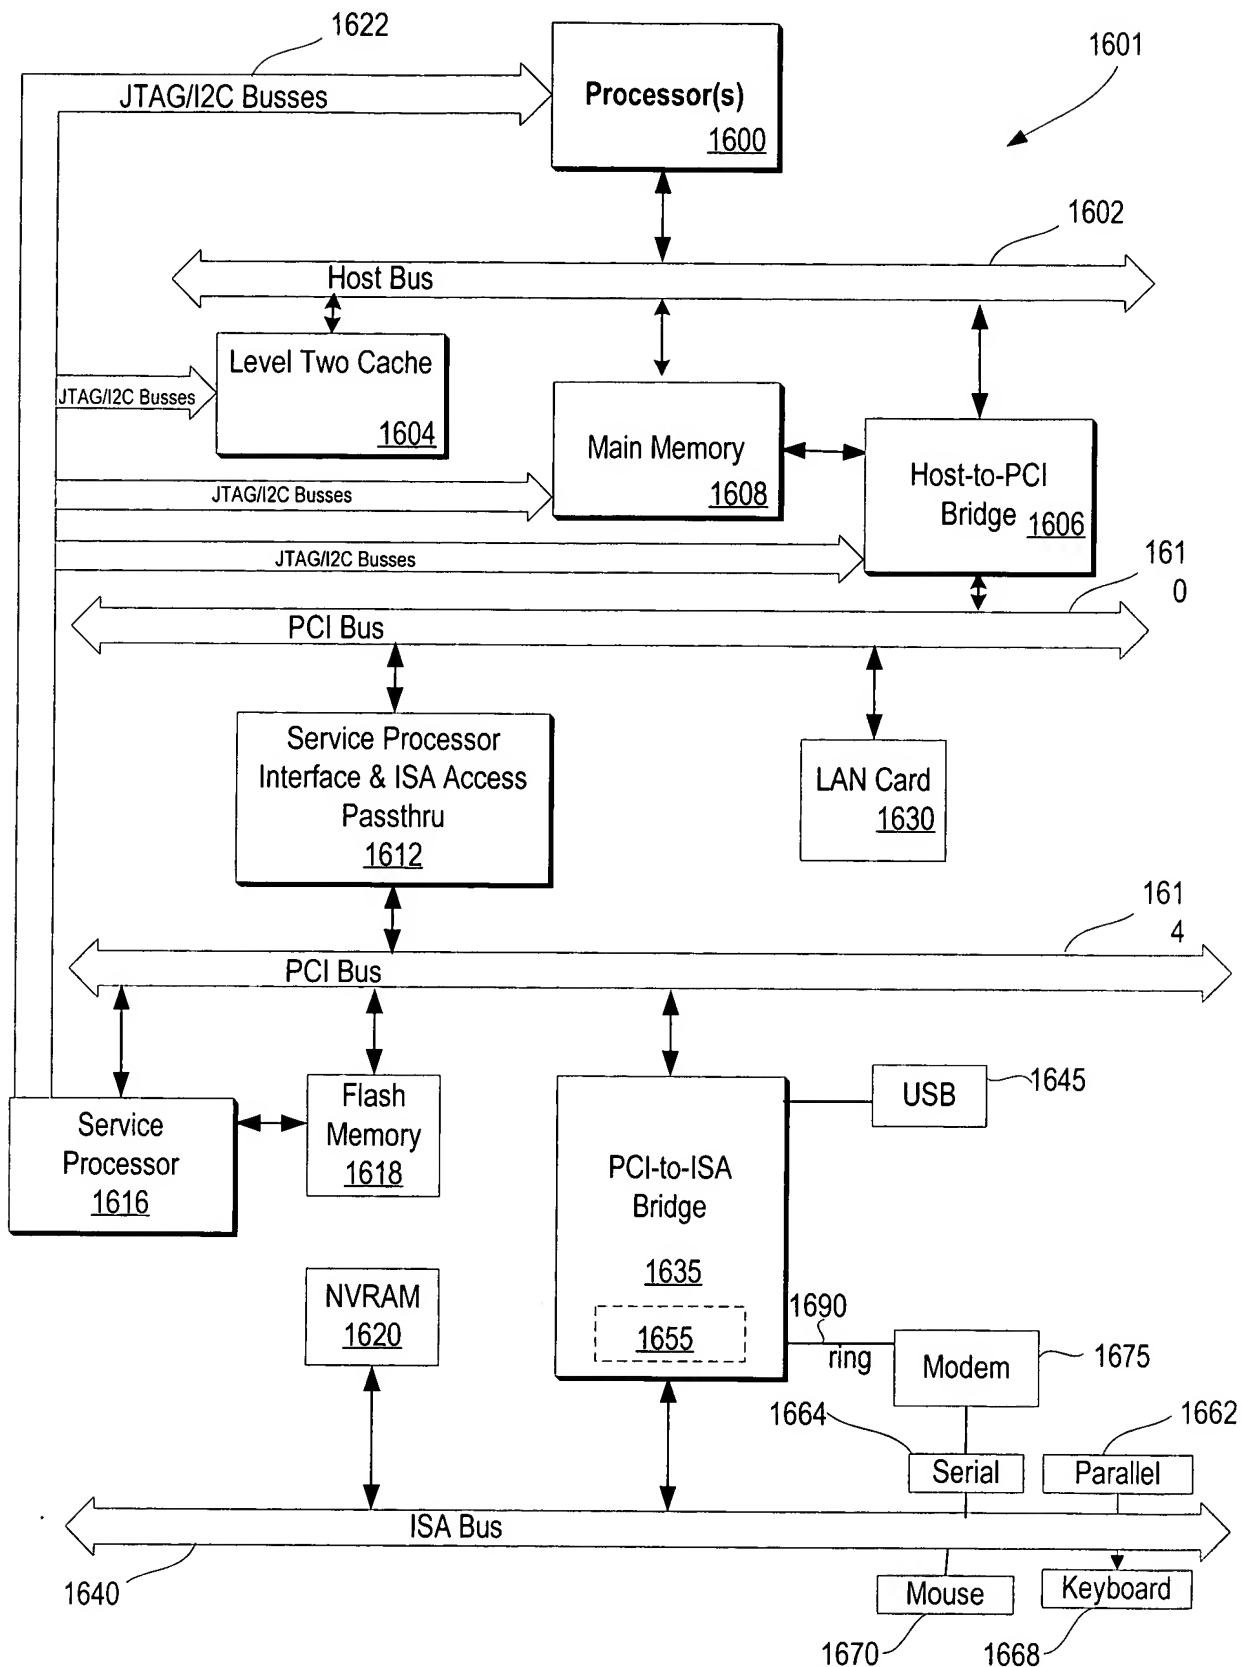 1622
1601
JTAG/I2C Busses
Processor(s)
1600
1602
Host Bus
Level Two Cache
1604
JTAG/I2C Busses
Main Memory
1608
Host-to-PCI
Bridge
1606
JTAG/I2C Busses
JTAG/I2C Busses
161
0
PCI Bus
Service Processor
Interface & ISA Access
Passthru
1612
LAN Card
1630
161
4
PCI Bus
Service
Processor
1616
Flash
Memory
1618
USB
1645
PCI-to-ISA
Bridge
1635
1655
NVRAM
1620
1690
ring
Modem
1675
1664
1662
Serial
Parallel
ISA Bus
1640
Mouse
Keyboard
1670
1668